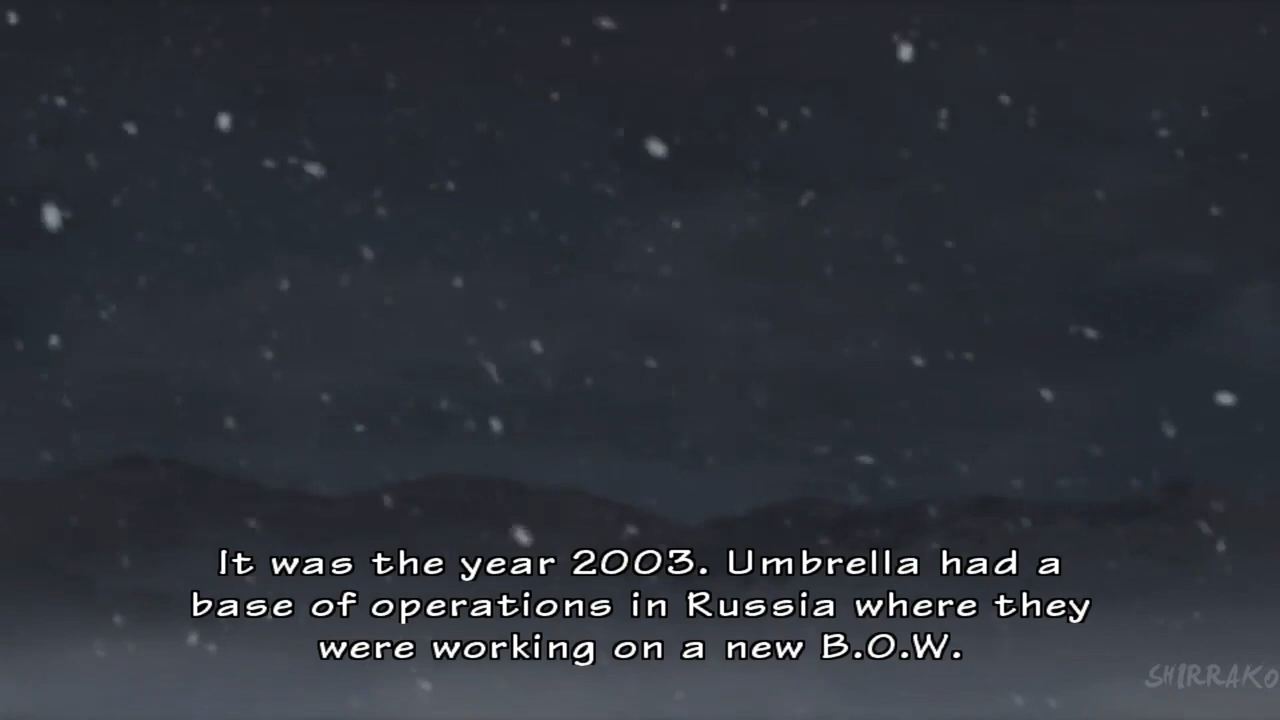 It was the year 2003. Umbrella had a
base of operations in Russia where they
were working on a new B.O.W.
SHIRRAKO